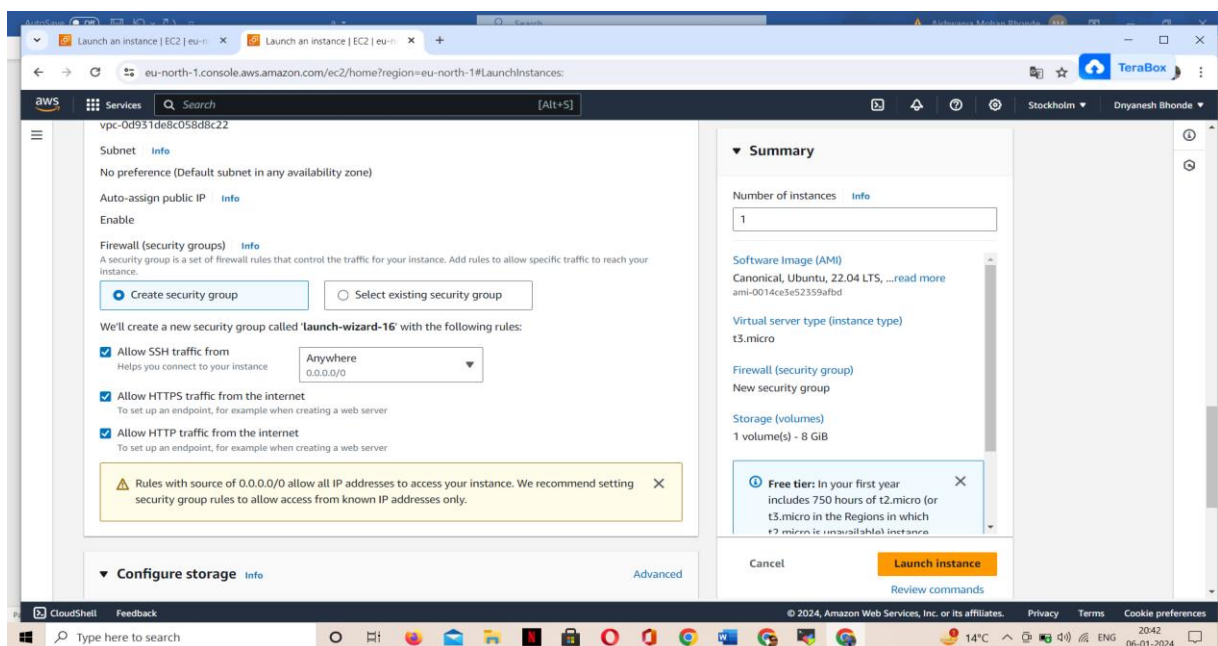 AutoSave Off
Search
Aishwarya Mohan Bhonde AM
Launch an instance | EC2 | eu-n
Launch an instance | EC2 | eu-n
eu-north-1.console.aws.amazon.com/ec2/home?region=eu-north-1#LaunchInstances:
TeraBox
aws Services Search [Alt+S] Stockholm Dnyanesh Bhonde
vpc-0d931de8c058d8c22
Subnet Info
No preference (Default subnet in any availability zone)
Auto-assign public IP Info
Enable
Firewall (security groups) Info
A security group is a set of firewall rules that control the traffic for your instance. Add rules to allow specific traffic to reach your
instance.
Create security group
Select existing security group
We'll create a new security group called 'launch-wizard-16' with the following rules:
Allow SSH traffic from
Helps you connect to your instance
Anywhere
0.0.0.0/0
Allow HTTPS traffic from the internet
To set up an endpoint, for example when creating a web server
Allow HTTP traffic from the internet
To set up an endpoint, for example when creating a web server
Rules with source of 0.0.0.0/0 allow all IP addresses to access your instance. We recommend setting
security group rules to allow access from known IP addresses only.
Configure storage Info
Advanced
Summary
Number of instances Info
1
Software Image (AMI)
Canonical, Ubuntu, 22.04 LTS, ...read more
ami-0014ce3e52359afbd
Virtual server type (instance type)
t3.micro
Firewall (security group)
New security group
Storage (volumes)
1 volume(s) - 8 GiB
Free tier: In your first year
includes 750 hours of t2.micro (or
t3.micro in the Regions in which
t2.micro is unavailable) instance
Cancel
Launch instance
Review commands
CloudShell Feedback © 2024, Amazon Web Services, Inc. or its affiliates. Privacy Terms Cookie preferences
Type here to search
14°C ENG
20:42
06-01-2024